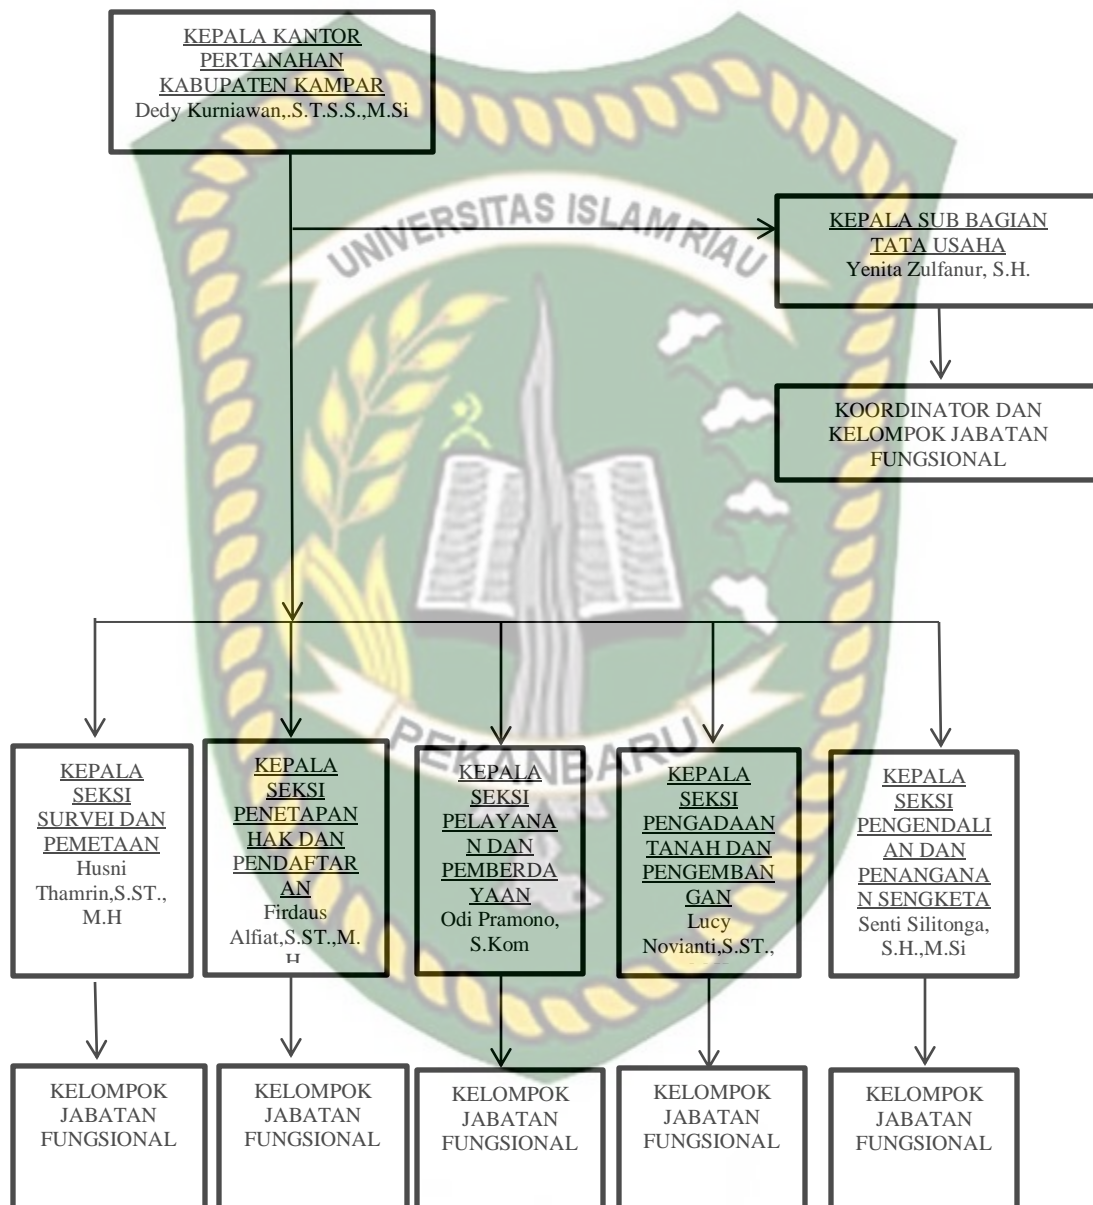 KEPALA KANTOR
PERTANAHAN
KABUPATEN KAMPAR
Dedy Kurniawan,.S.T.S.S.,M.Si
UNIVERSITAS ISLAM RIAU
KEPALA SUB BAGIAN
TATA USAHA
Yenita Zulfanur, S.H.
KOORDINATOR DAN
KELOMPOK JABATAN
FUNGSIONAL
PEKANBARU
KEPALA
SEKSI
SURVEI DAN
PEMETAAN
Husni
Thamrin,S.ST.,
M.H
KEPALA
SEKSI
PENETAPAN
HAK DAN
PENDAFTAR
AN
Firdaus
Alfiat,S.ST.,M.
H
KEPALA
SEKSI
PELAYANA
N DAN
PEMBERDA
YAAN
Odi Pramono,
S.Kom
KEPALA
SEKSI
PENGADAAN
TANAH DAN
PENGEMBAN
GAN
Lucy
Novianti,S.ST.,
KEPALA
SEKSI
PENGENDALI
AN DAN
PENANGANA
N SENGKETA
Senti Silitonga,
S.H.,M.Si
KELOMPOK
JABATAN
FUNGSIONAL
KELOMPOK
JABATAN
FUNGSIONAL
KELOMPOK
JABATAN
FUNGSIONAL
KELOMPOK
JABATAN
FUNGSIONAL
KELOMPOK
JABATAN
FUNGSIONAL